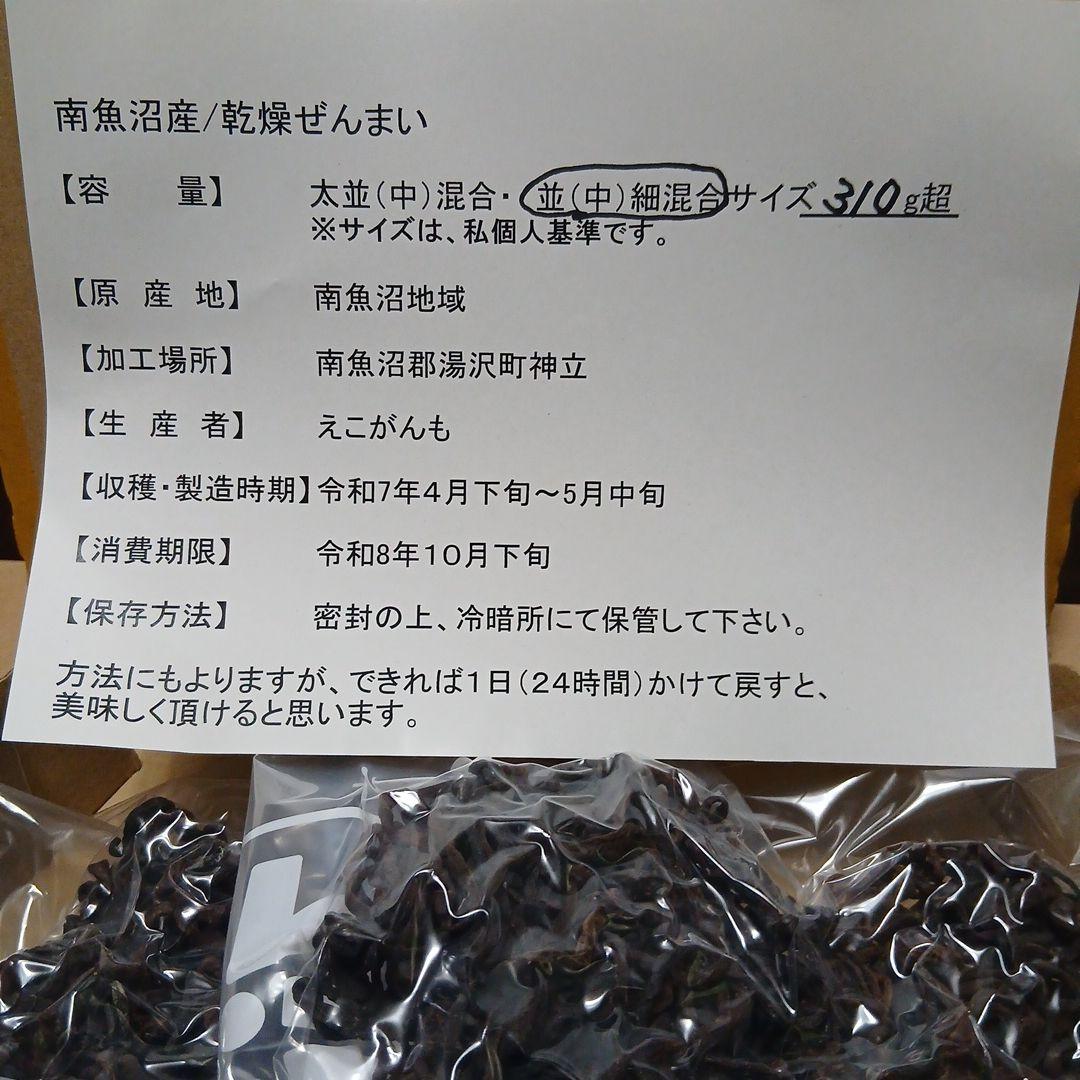 南魚沼産/乾燥ぜんまい
【容　　量】 太並(中)混合・ 並(中)細混合サイズ 310g超
※サイズは、私個人基準です。
【原　産　地】 南魚沼地域
【加工場所】 南魚沼郡湯沢町神立
【生　産　者】 えこがんも
【収穫・製造時期】令和7年4月下旬～5月中旬
【消費期限】 令和8年10月下旬
【保存方法】 密封の上、冷暗所にて保管して下さい。
方法にもよりますが、できれば1日(24時間)かけて戻すと、
美味しく頂けると思います。